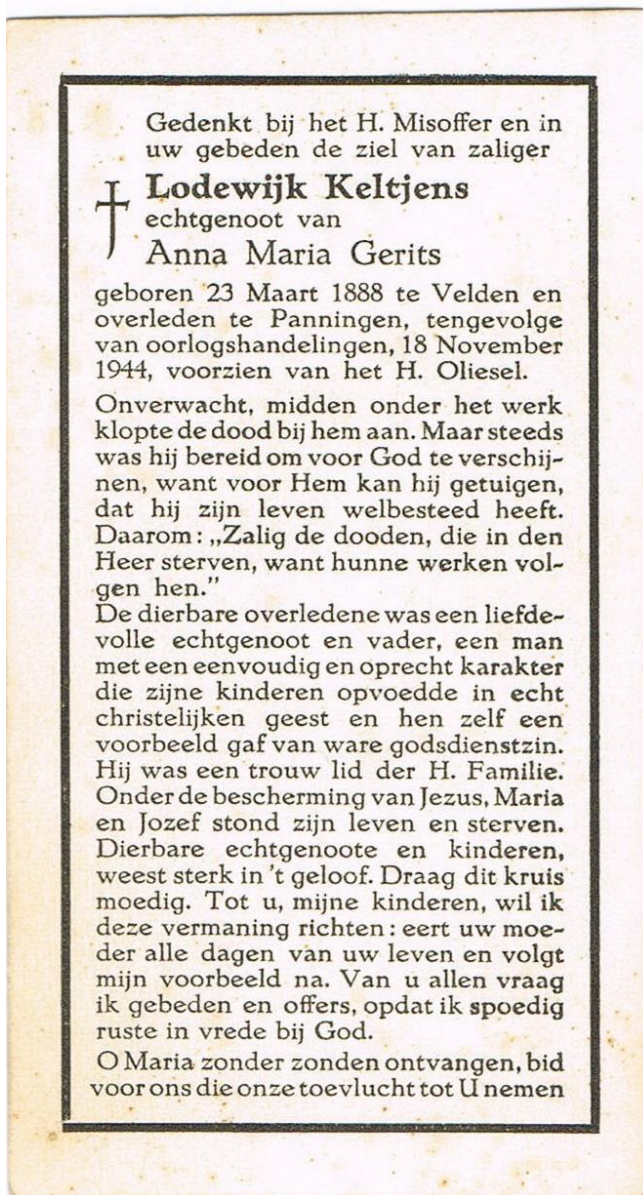 Gedenkt bij het H. Misoffer en in
uw gebeden de ziel van zaliger
Lodewijk Keltjens
echtgenoot van
Anna Maria Gerits
geboren 23 Maart 1888 te Velden en
overleden te Panningen, tengevolge
van oorlogshandelingen, 18 November
1944, voorzien van het H. Oliesel.
Onverwacht, midden onder het werk
klopte de dood bij hem aan. Maar steeds
was hij bereid om voor God te verschij-
nen, want voor Hem kan hij getuigen,
dat hij zijn leven welbesteed heeft.
Daarom: „Zalig de dooden, die in den
Heer sterven, want hunne werken vol-
gen hen.”
De dierbare overledene was een liefde-
volle echtgenoot en vader, een man
met een eenvoudig en oprecht karakter
die zijne kinderen opvoedde in echt
christelijken geest en hen zelf een
voorbeeld gaf van ware godsdienstzin.
Hij was een trouw lid der H. Familie.
Onder de bescherming van Jezus, Maria
en Jozef stond zijn leven en sterven.
Dierbare echtgenoote en kinderen,
weest sterk in 't geloof. Draag dit kruis
moedig. Tot u, mijne kinderen, wil ik
deze vermaning richten: eert uw moe-
der alle dagen van uw leven en volgt
mijn voorbeeld na. Van u allen vraag
ik gebeden en offers, opdat ik spoedig
ruste in vrede bij God.
O Maria zonder zonden ontvangen, bid
voor ons die onze toevlucht tot U nemen